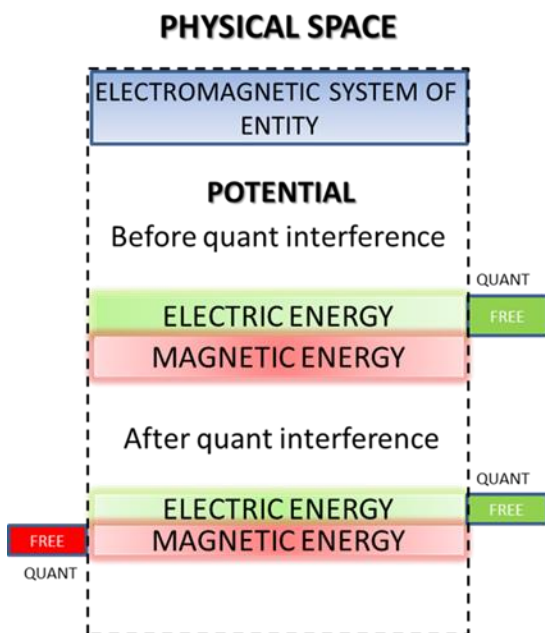 PHYSICAL SPACE
ELECTROMAGNETIC SYSTEM OF
ENTITY
POTENTIAL
Before quant interference
QUANT
ELECTRIC ENERGY
FREE
MAGNETIC ENERGY
After quant interference
QUANT
ELECTRIC ENERGY
FREE
FREE
MAGNETIC ENERGY
QUANT